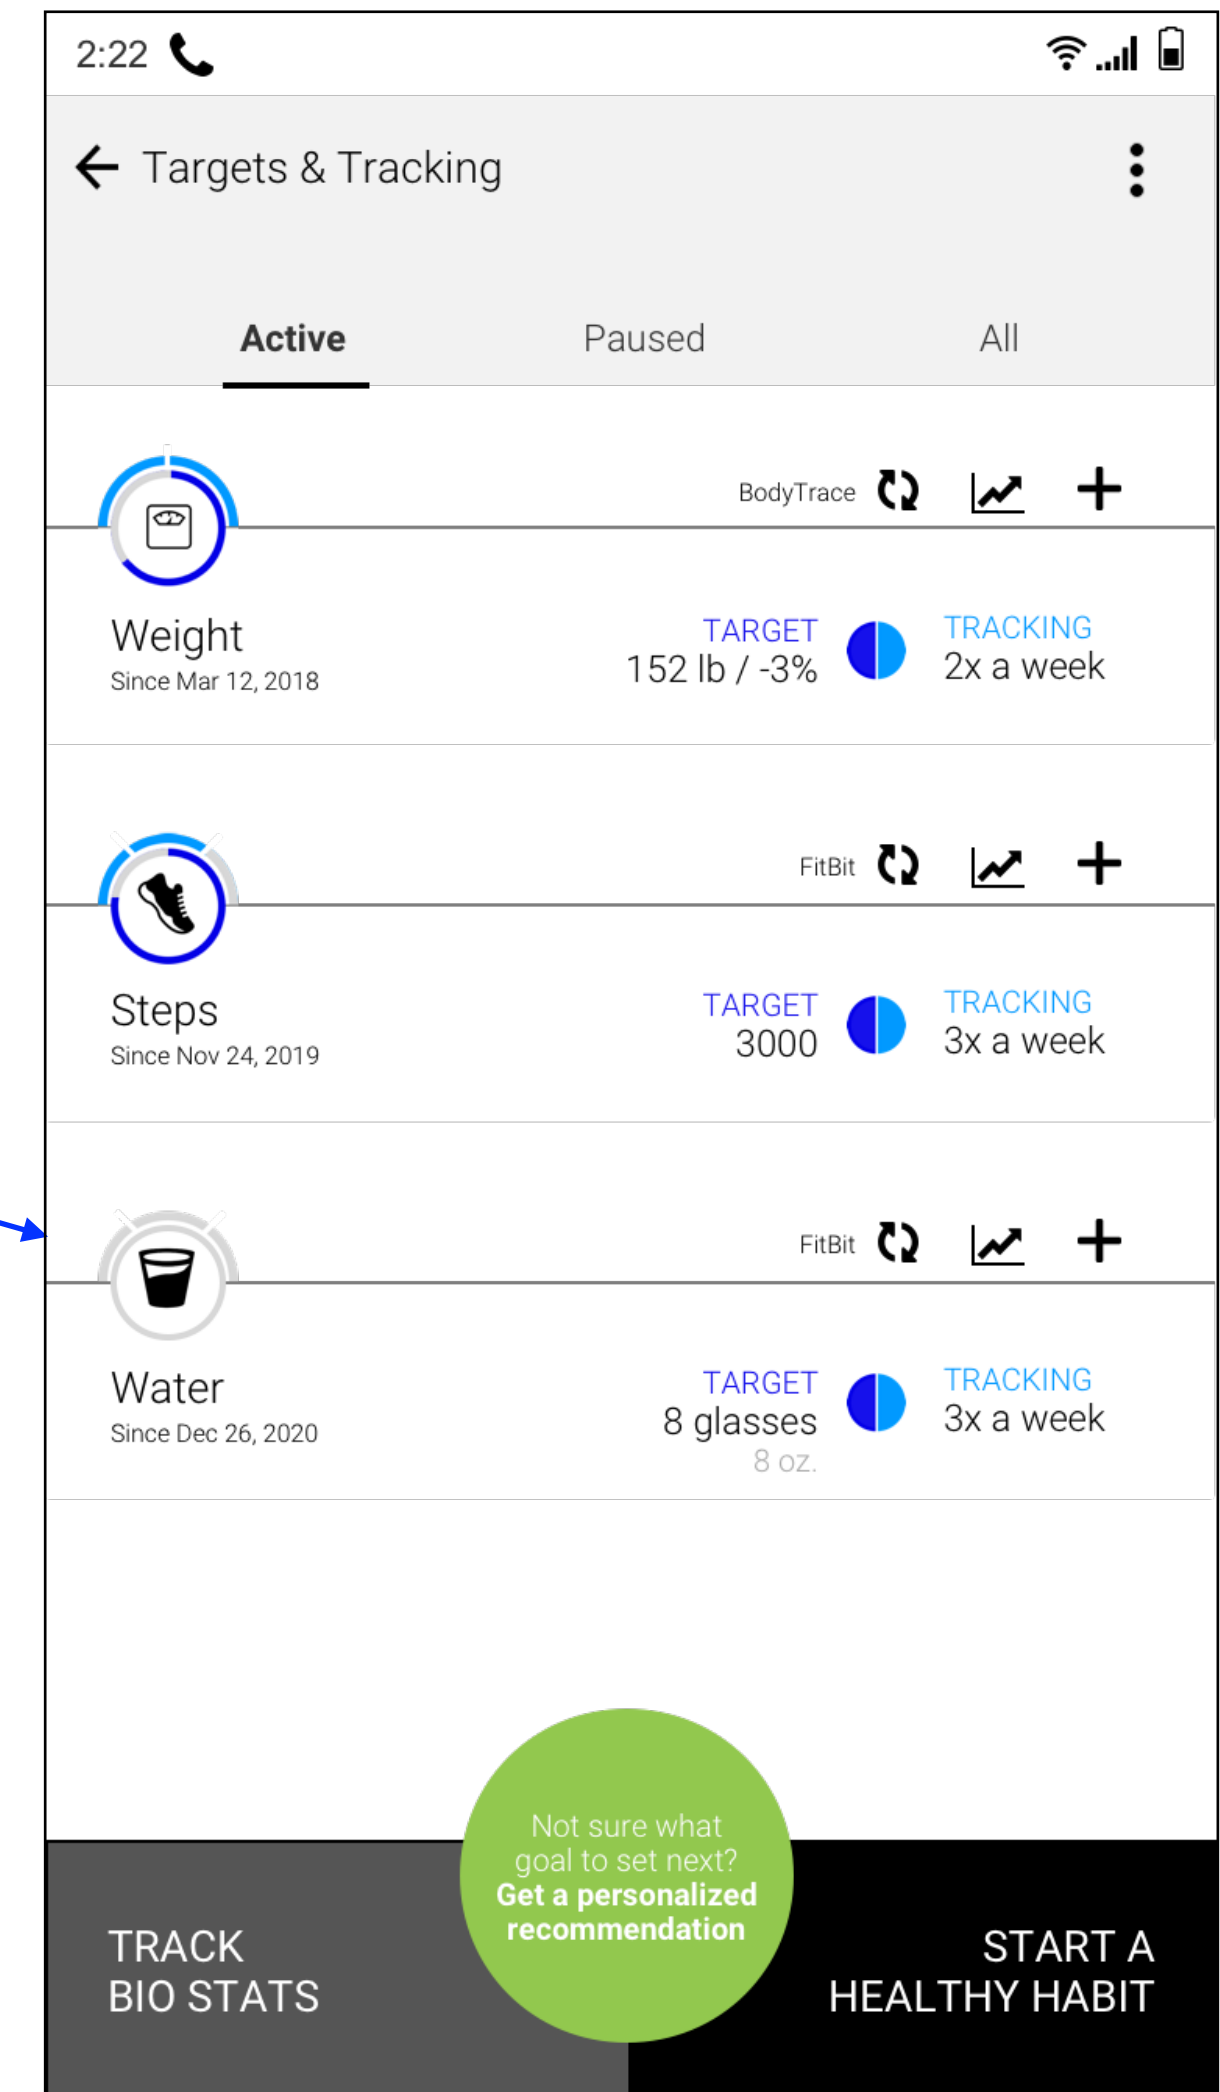 2:22
Targets & Tracking
Active Paused All
BodyTrace
Weight
Since Mar 12, 2018
TARGET
152 lb / -3%
TRACKING
2x a week
FitBit
Steps
Since Nov 24, 2019
TARGET
3000
TRACKING
3x a week
FitBit
Water
Since Dec 26, 2020
TARGET
8 glasses
8 oz.
TRACKING
3x a week
Not sure what
goal to set next?
Get a personalized
recommendation
TRACK
BIO STATS
START A
HEALTHY HABIT